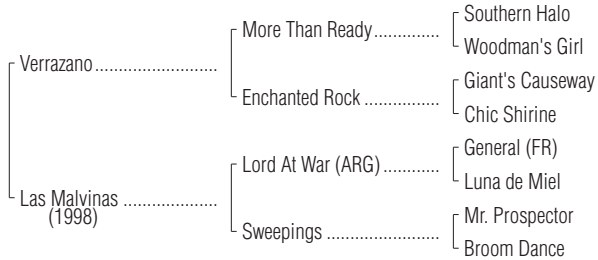 Southern Halo
More Than Ready..............
Woodman's Girl
Verrazano.........................
Giant's Causeway
Enchanted Rock ................
Chic Shirine
General (FR)
Lord At War (ARG)............
Luna de Miel
Las Malvinas ....................
(1998)
Mr. Prospector
Sweepings ........................
Broom Dance